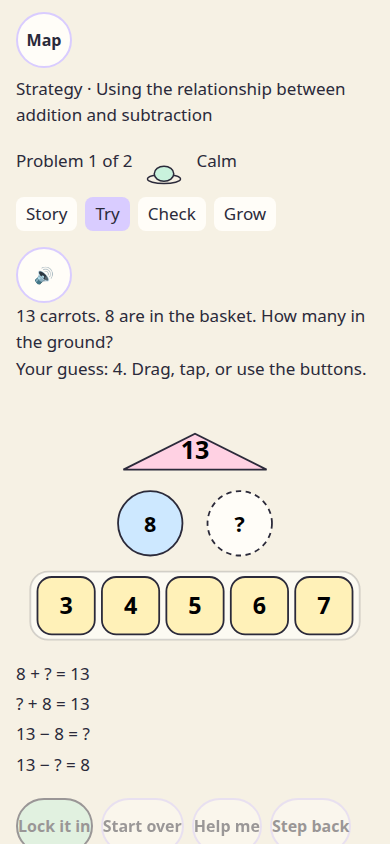 Map
Strategy · Using the relationship between
addition and subtraction
Problem 1 of 2 Calm
Story Try Check Grow
13 carrots. 8 are in the basket. How many in
the ground?
Your guess: 4. Drag, tap, or use the buttons.
13
8 ?
3 4 5 6 7
8 + ? = 13
? + 8 = 13
13 − 8 = ?
13 − ? = 8
Lock it in Start over Help me Step back